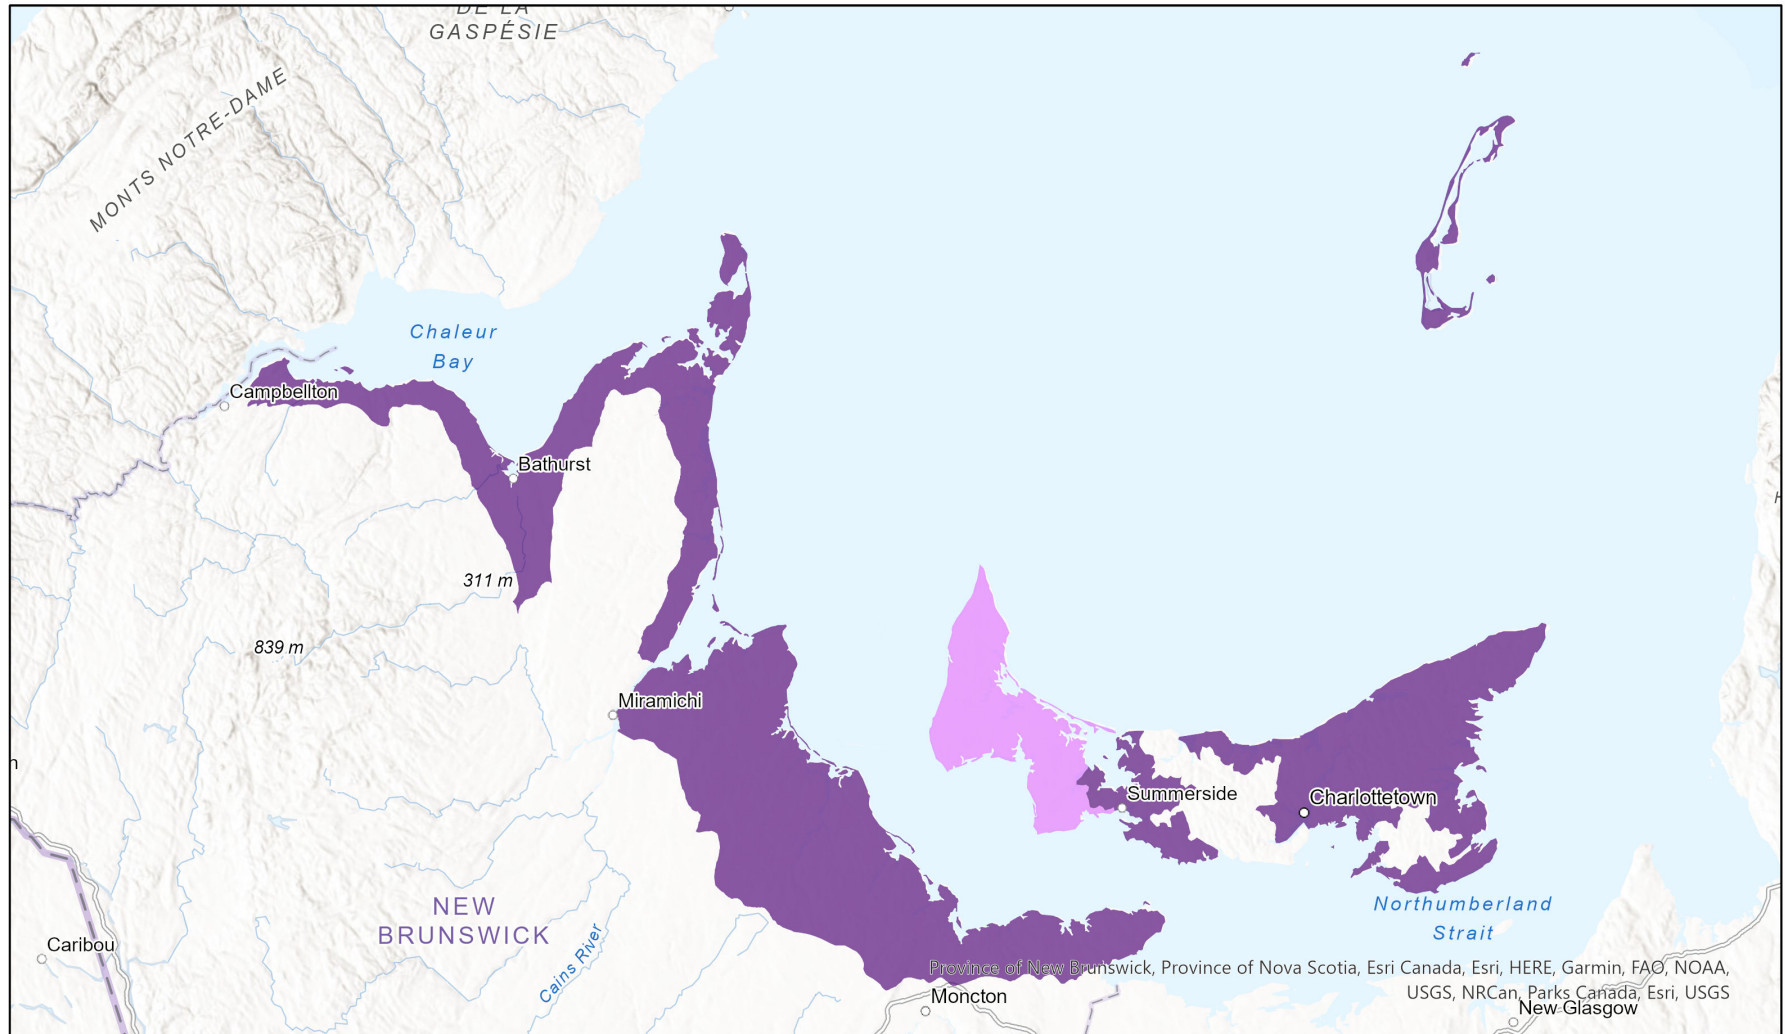 DE LA
GASPÉSIE
MONTS NOTRE-DAME
Chaleur
Bay
Campbellton
Bathurst
311 m
839 m
Miramichi
Summerside
Charlottetown
NEW
BRUNSWICK
Northumberland
Strait
Caribou
Cains River
Province of New Brunswick, Province of Nova Scotia, Esri Canada, Esri, HERE, Garmin, FAO, NOAA,
USGS, NRCan, Parks Canada, Esri, USGS
Moncton
New Glasgow